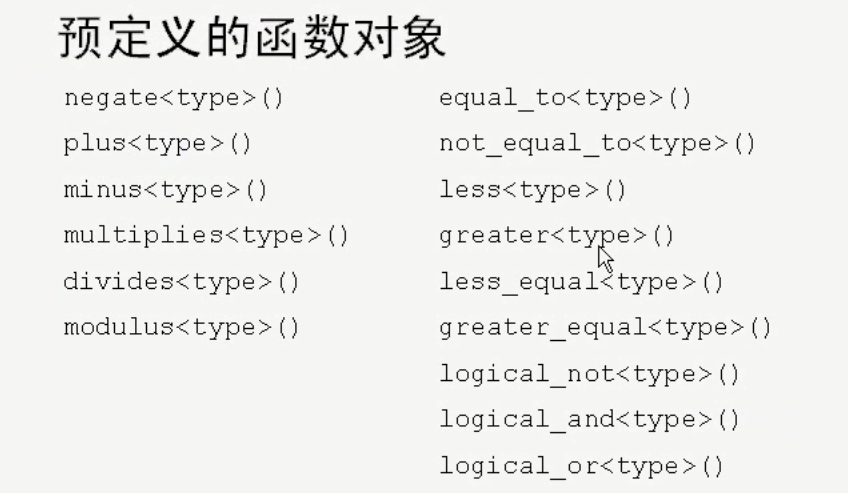 预定义的函数对象
negate<type>()
plus<type>()
minus<type>()
multiplies<type>()
divides<type>()
modulus<type>()
equal_to<type>()
not_equal_to<type>()
less<type>()
greater<type>()
less_equal<type>()
greater_equal<type>()
logical_not<type>()
logical_and<type>()
logical_or<type>()